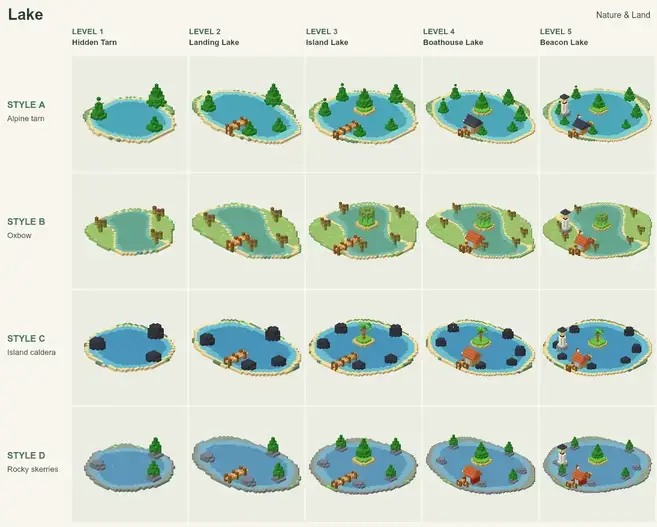 Lake
Nature & Land
LEVEL 1
Hidden Tarn
LEVEL 2
Landing Lake
LEVEL 3
Island Lake
LEVEL 4
Boathouse Lake
LEVEL 5
Beacon Lake
STYLE A
Alpine tarn
STYLE B
Oxbow
STYLE C
Island caldera
STYLE D
Rocky skerries